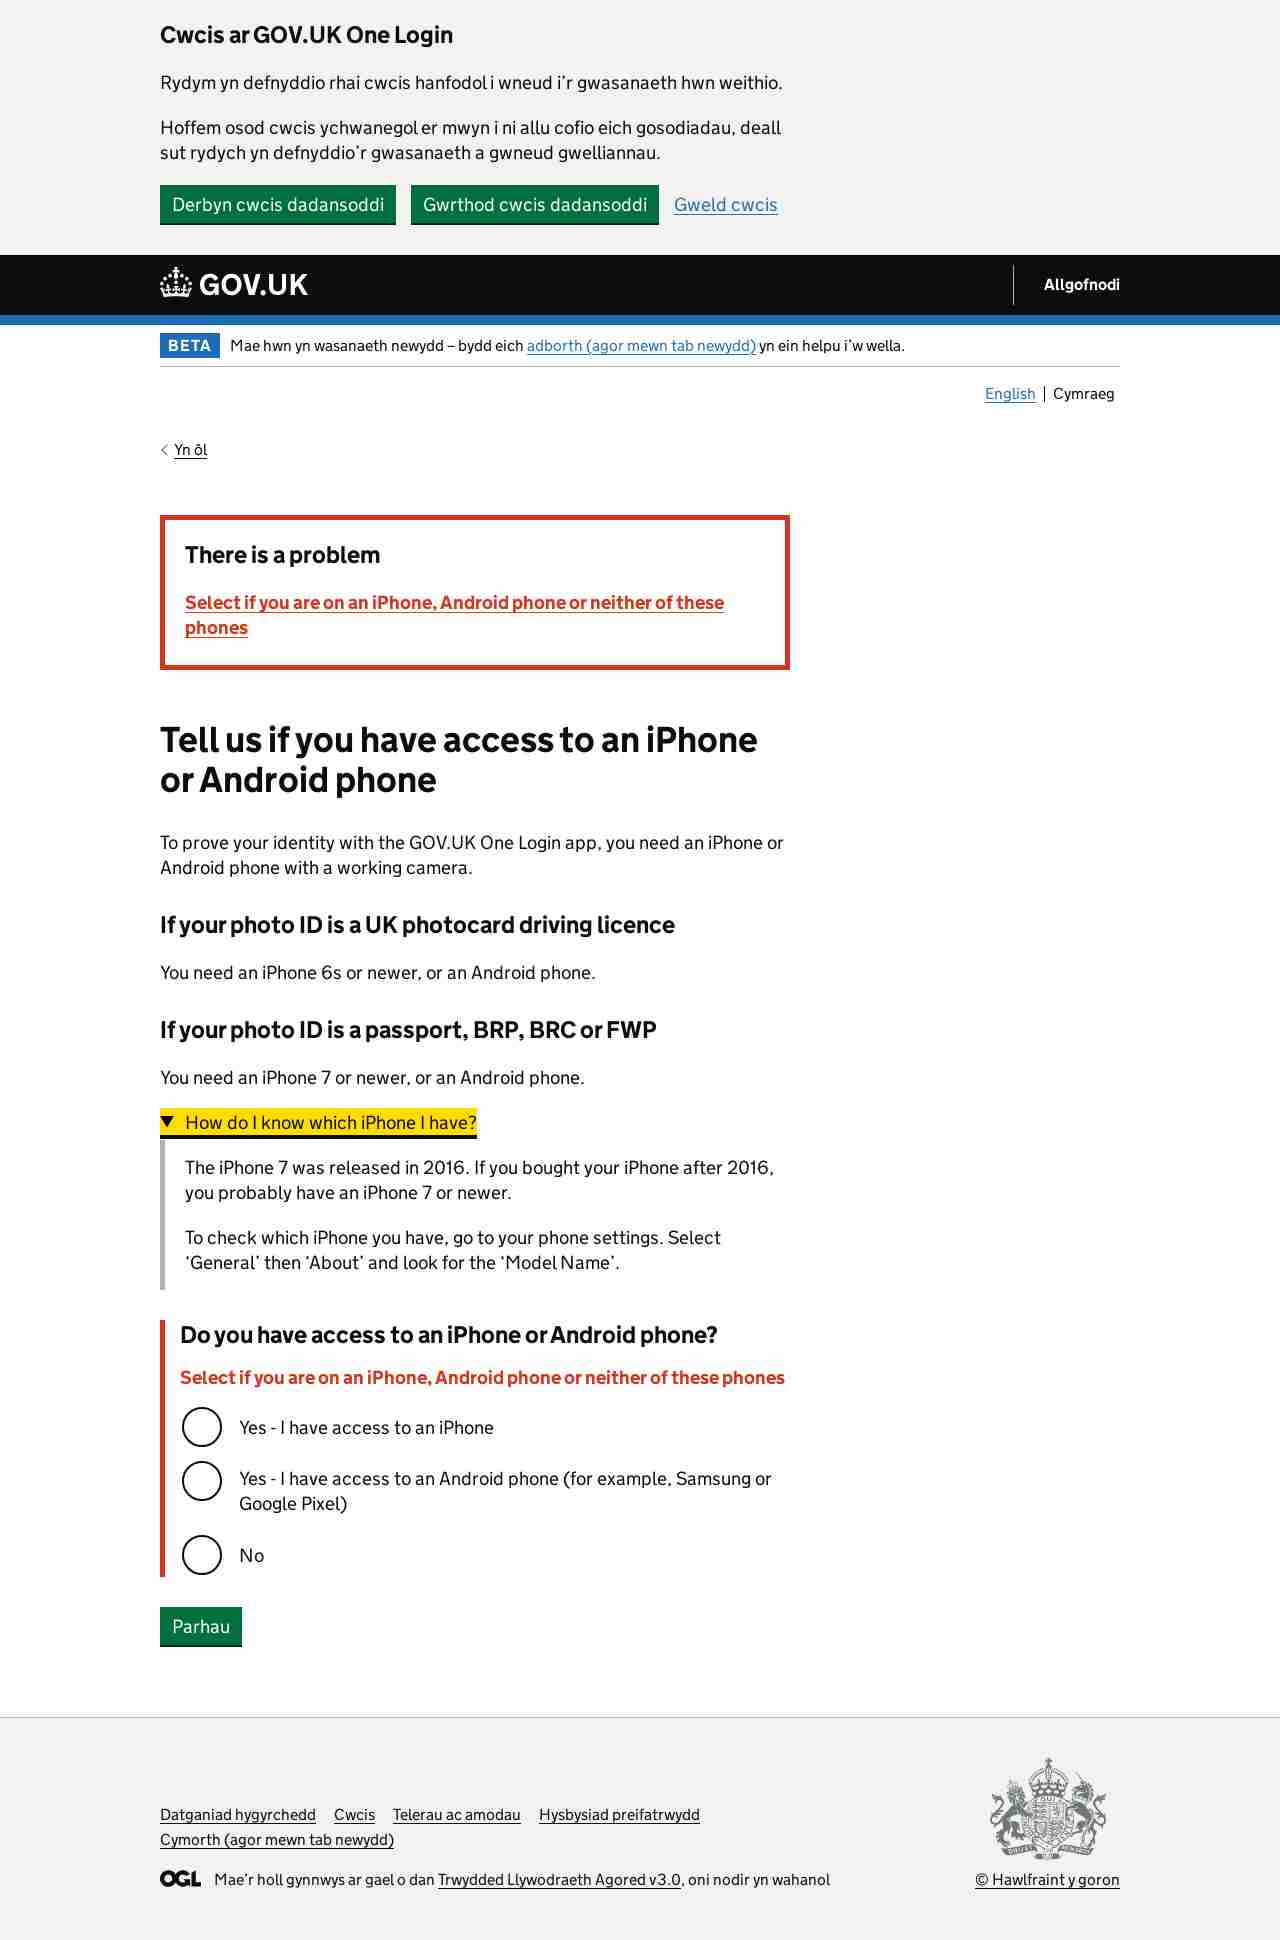 Cwcis ar GOV.UK One Login
Rydym yn defnyddio rhai cwcis hanfodol i wneud i’r gwasanaeth hwn weithio.
Hoffem osod cwcis ychwanegol er mwyn i ni allu cofio eich gosodiadau, deall
sut rydych yn defnyddio’r gwasanaeth a gwneud gwelliannau.
Derbyn cwcis dadansoddi Gwrthod cwcis dadansoddi Gweld cwcis
GOV.UK Allgofnodi
BETA Mae hwn yn wasanaeth newydd – bydd eich adborth (agor mewn tab newydd) yn ein helpu i’w wella.
English Cymraeg
Yn ôl
There is a problem
Select if you are on an iPhone, Android phone or neither of these
phones
Tell us if you have access to an iPhone
or Android phone
To prove your identity with the GOV.UK One Login app, you need an iPhone or
Android phone with a working camera.
If your photo ID is a UK photocard driving licence
You need an iPhone 6s or newer, or an Android phone.
If your photo ID is a passport, BRP, BRC or FWP
You need an iPhone 7 or newer, or an Android phone.
How do I know which iPhone I have?
The iPhone 7 was released in 2016. If you bought your iPhone after 2016,
you probably have an iPhone 7 or newer.
To check which iPhone you have, go to your phone settings. Select
‘General’ then ‘About’ and look for the ‘Model Name’.
Do you have access to an iPhone or Android phone?
Select if you are on an iPhone, Android phone or neither of these phones
Yes - I have access to an iPhone
Yes - I have access to an Android phone (for example, Samsung or
Google Pixel)
No
Parhau
Datganiad hygyrchedd Cwcis Telerau ac amodau Hysbysiad preifatrwydd
Cymorth (agor mewn tab newydd)
OGL Mae’r holl gynnwys ar gael o dan Trwydded Llywodraeth Agored v3.0, oni nodir yn wahanol
© Hawlfraint y goron